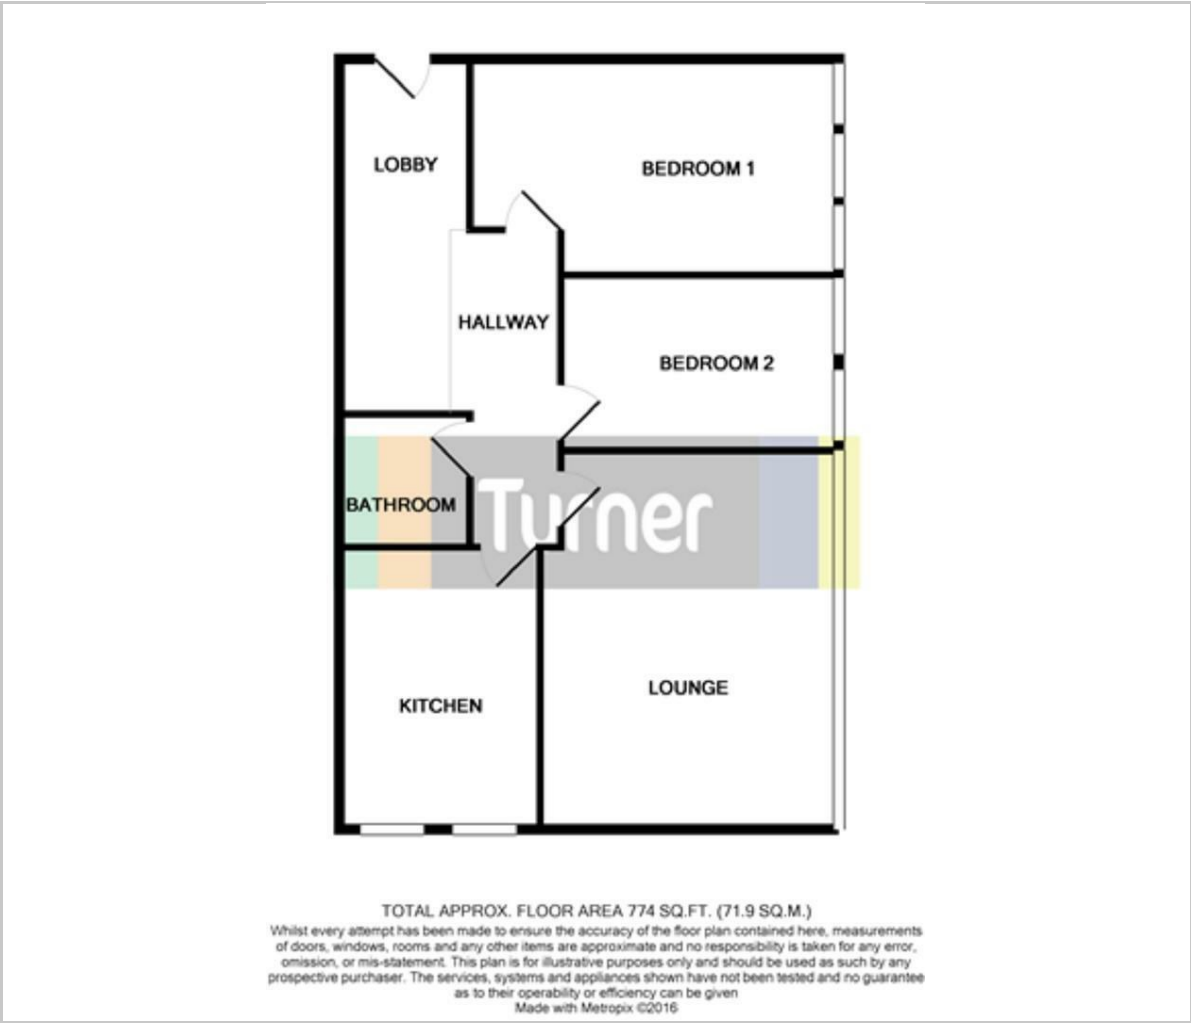 LOBBY
BEDROOM 1
HALLWAY
BEDROOM 2
BATHROOM
Turner
LOUNGE
KITCHEN
TOTAL APPROX. FLOOR AREA 774 SQ.FT. (71.9 SQ.M.)
Whilst every attempt has been made to ensure the accuracy of the floor plan contained here, measurements
of doors, windows, rooms and any other items are approximate and no responsibility is taken for any error,
omission, or mis-statement. This plan is for illustrative purposes only and should be used as such by any
prospective purchaser. The services, systems and appliances shown have not been tested and no guarantee
as to their operability or efficiency can be given
Made with Metropix ©2016